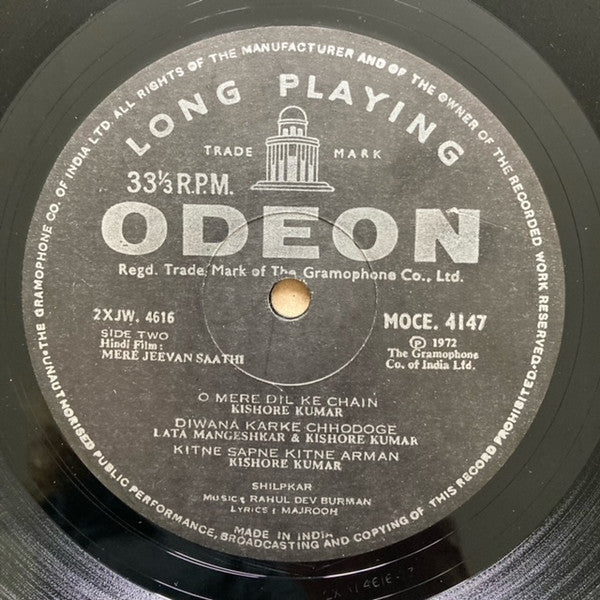 THE GRAMOPHONE CO. OF INDIA LTD. ALL RIGHTS OF THE MANUFACTURER AND OF THE OWNER OF THE RECORDED WORK RESERVED.
UNAUTHORISED PUBLIC PERFORMANCE, BROADCASTING AND COPYING OF THIS RECORD PROHIBITED.
LONG PLAYING
TRADE MARK
33⅓ R.P.M.
ODEON
Regd. Trade Mark of The Gramophone Co., Ltd.
2XJW. 4616
SIDE TWO
Hindi Film:
MERE JEEVAN SAATHI
MOCE. 4147
Ⓟ 1972
The Gramophone
Co. of India Ltd.
O MERE DIL KE CHAIN
KISHORE KUMAR
DIWANA KARKE CHHODOGE
LATA MANGESHKAR & KISHORE KUMAR
KITNE SAPNE KITNE ARMAN
KISHORE KUMAR
SHILPKAR
MUSIC: RAHUL DEV BURMAN
LYRICS: MAJROOH
MADE IN INDIA